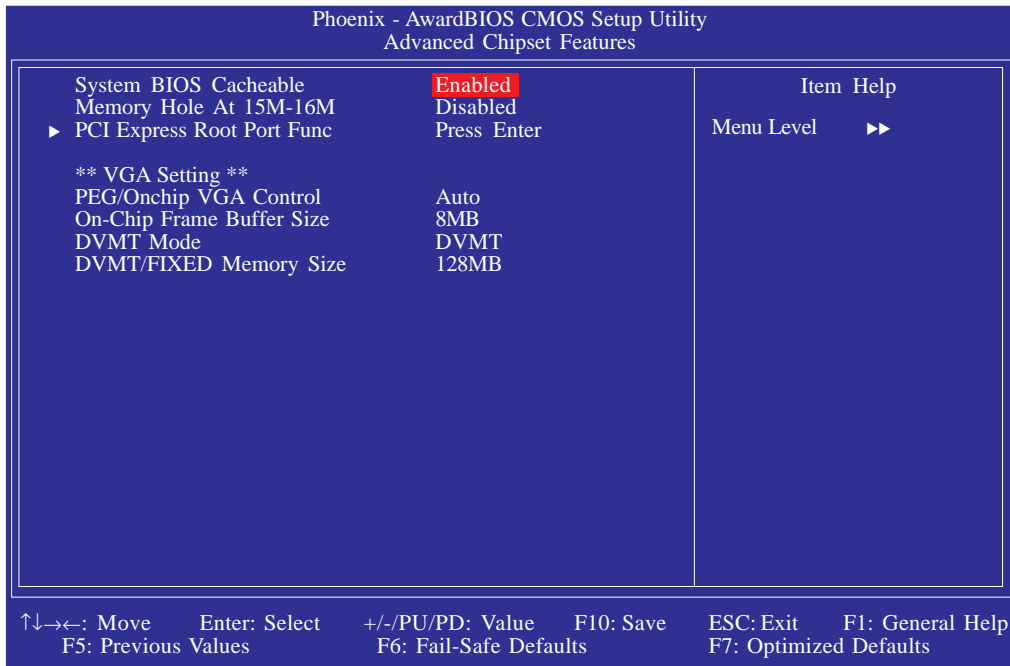 Phoenix - AwardBIOS CMOS Setup Utility
Advanced Chipset Features
System BIOS Cacheable Enabled
Memory Hole At 15M-16M Disabled
▶ PCI Express Root Port Func Press Enter
** VGA Setting **
PEG/Onchip VGA Control Auto
On-Chip Frame Buffer Size 8MB
DVMT Mode DVMT
DVMT/FIXED Memory Size 128MB
Item Help
Menu Level ▶▶
↑↓→←: Move Enter: Select +/-/PU/PD: Value F10: Save ESC: Exit F1: General Help
F5: Previous Values F6: Fail-Safe Defaults F7: Optimized Defaults